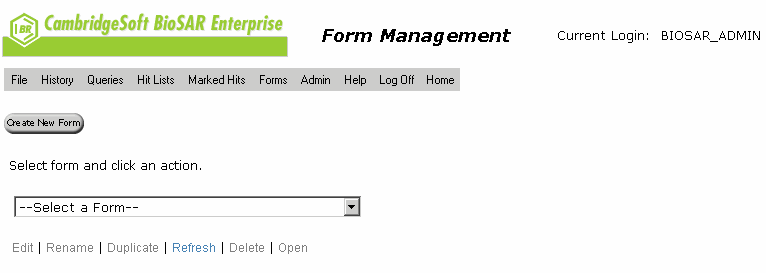 CambridgeSoft BioSAR Enterprise
Form Management
Current Login: BIOSAR_ADMIN
File History Queries Hit Lists Marked Hits Forms Admin Help Log Off Home
Create New Form
Select form and click an action.
--Select a Form--
Edit | Rename | Duplicate | Refresh | Delete | Open